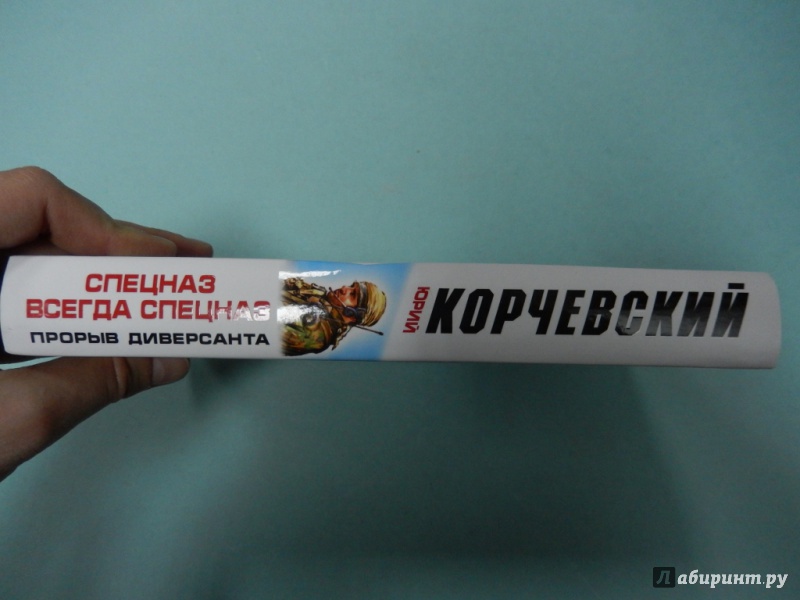 СПЕЦНАЗ
ВСЕГДА СПЕЦНАЗ
ПРОРЫВ ДИВЕРСАНТА
ЮРИЙ
КОРЧЕВСКИЙ
Лабиринт.ру